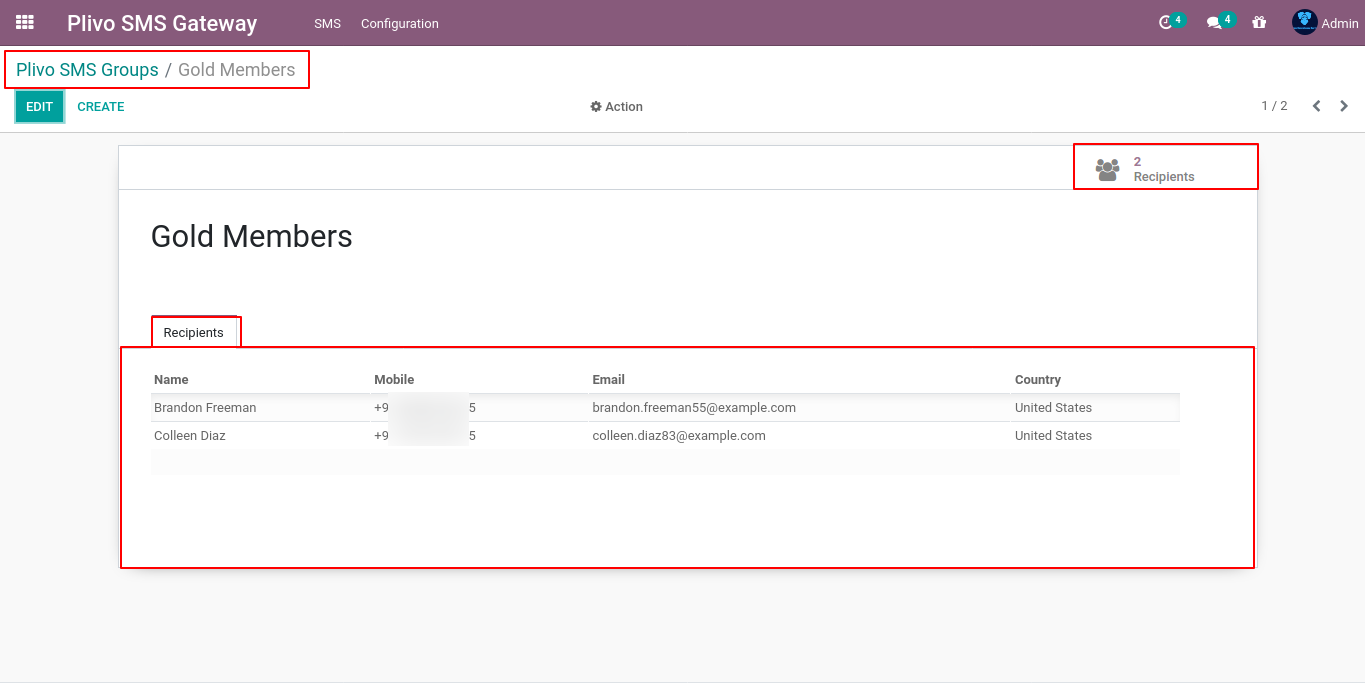 Plivo SMS Gateway SMS Configuration 4 4 Admin
Plivo SMS Groups / Gold Members
EDIT CREATE Action 1 / 2
2
Recipients
Gold Members
Recipients
Name Mobile Email Country
Brandon Freeman +9 5 brandon.freeman55@example.com United States
Colleen Diaz +9 5 colleen.diaz83@example.com United States